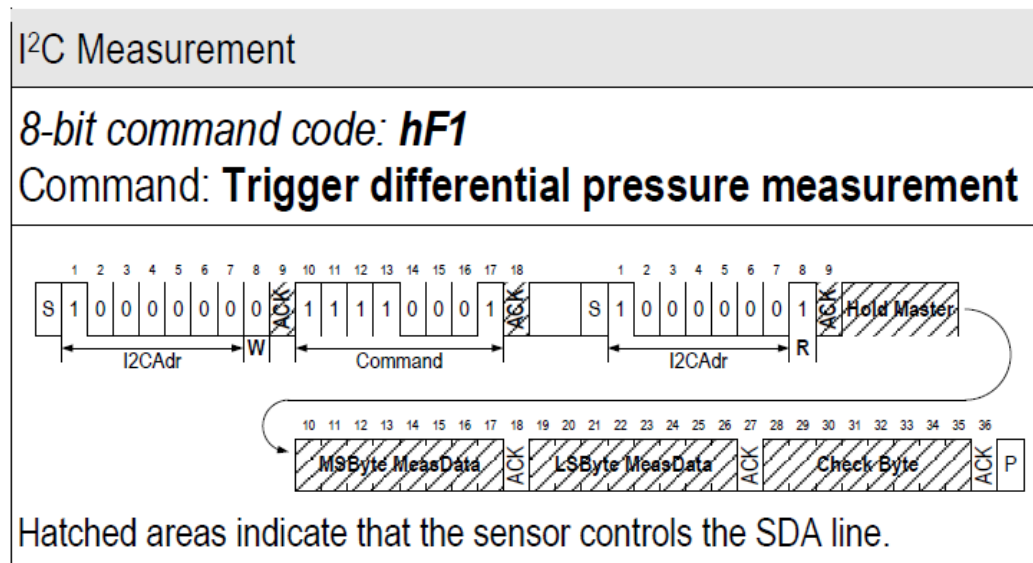 I²C Measurement
8-bit command code: hF1
Command: Trigger differential pressure measurement
1 2 3 4 5 6 7 8 9 10 11 12 13 14 15 16 17 18 1 2 3 4 5 6 7 8 9
S 1 0 0 0 0 0 0 0 ACK 1 1 1 1 0 0 0 1 ACK S 1 0 0 0 0 0 0 1 ACK Hold Master
I2CAdr W Command I2CAdr R
10 11 12 13 14 15 16 17 18 19 20 21 22 23 24 25 26 27 28 29 30 31 32 33 34 35 36
MSByte MeasData ACK LSByte MeasData ACK Check Byte ACK P
Hatched areas indicate that the sensor controls the SDA line.